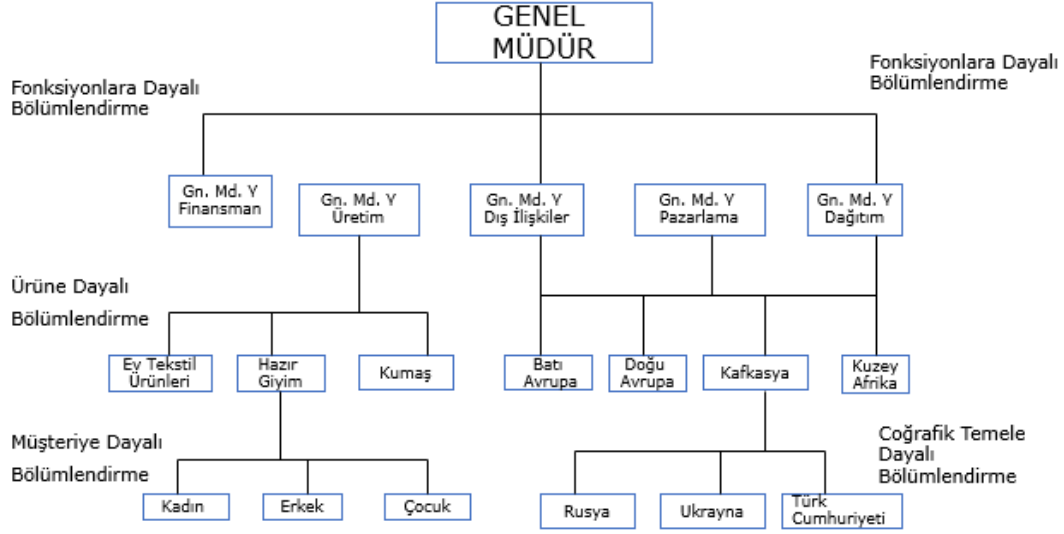 GENEL
MÜDÜR
Fonksiyonlara Dayalı
Bölümlendirme
Fonksiyonlara Dayalı
Bölümlendirme
Gn. Md. Y
Finansman
Gn. Md. Y
Üretim
Gn. Md. Y
Dış İlişkiler
Gn. Md. Y
Pazarlama
Gn. Md. Y
Dağıtım
Ürüne Dayalı
Bölümlendirme
Ev Tekstil
Ürünleri
Hazır
Giyim
Kumaş
Batı
Avrupa
Doğu
Avrupa
Kafkasya
Kuzey
Afrika
Müşteriye Dayalı
Bölümlendirme
Coğrafik Temele
Dayalı
Bölümlendirme
Kadın
Erkek
Çocuk
Rusya
Ukrayna
Türk
Cumhuriyeti